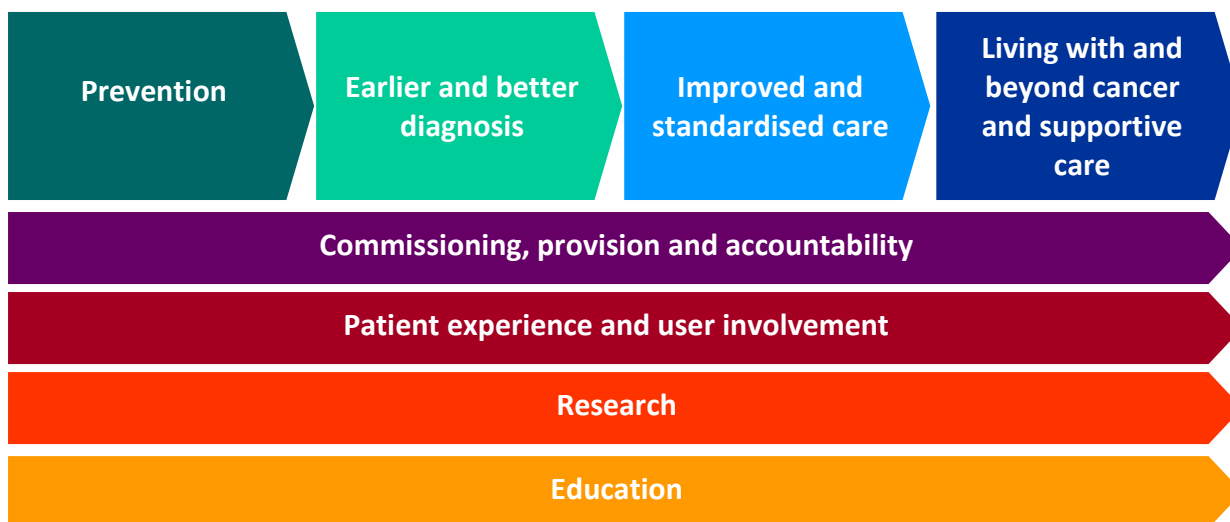 Prevention
Earlier and better
diagnosis
Improved and
standardised care
Living with and
beyond cancer
and supportive
care
Commissioning, provision and accountability
Patient experience and user involvement
Research
Education